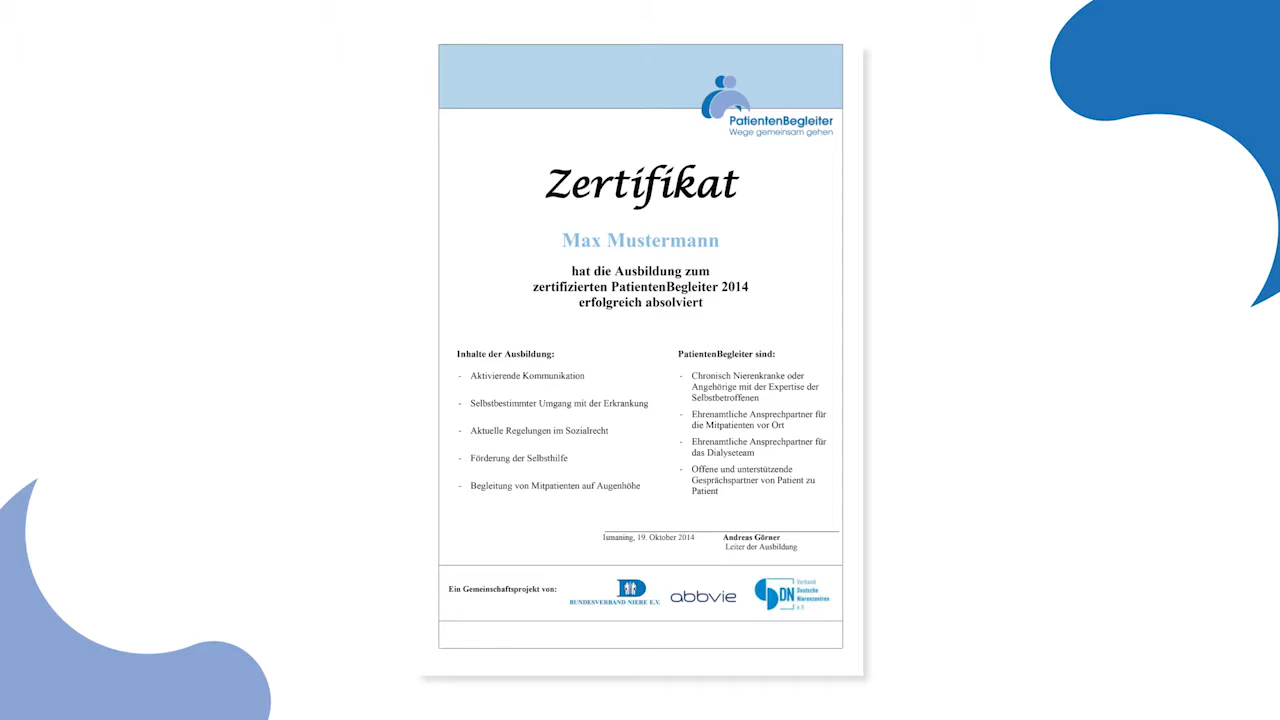 PatientenBegleiter
Wege gemeinsam gehen
Zertifikat
Max Mustermann
hat die Ausbildung zum
zertifizierten PatientenBegleiter 2014
erfolgreich absolviert
Inhalte der Ausbildung:
- Aktivierende Kommunikation
- Selbstbestimmter Umgang mit der Erkrankung
- Aktuelle Regelungen im Sozialrecht
- Förderung der Selbsthilfe
- Begleitung von Mitpatienten auf Augenhöhe
PatientenBegleiter sind:
- Chronisch Nierenkranke oder
Angehörige mit der Expertise der
Selbstbetroffenen
- Ehrenamtliche Ansprechpartner für
die Mitpatienten vor Ort
- Ehrenamtliche Ansprechpartner für
das Dialyseteam
- Offene und unterstützende
Gesprächspartner von Patient zu
Patient
Ismaning, 19. Oktober 2014
Andreas Görner
Leiter der Ausbildung
Ein Gemeinschaftsprojekt von:
BUNDESVERBAND NIERE E.V.
abbvie
DN
Verband
Deutsche
Nierenzentren
e.V.